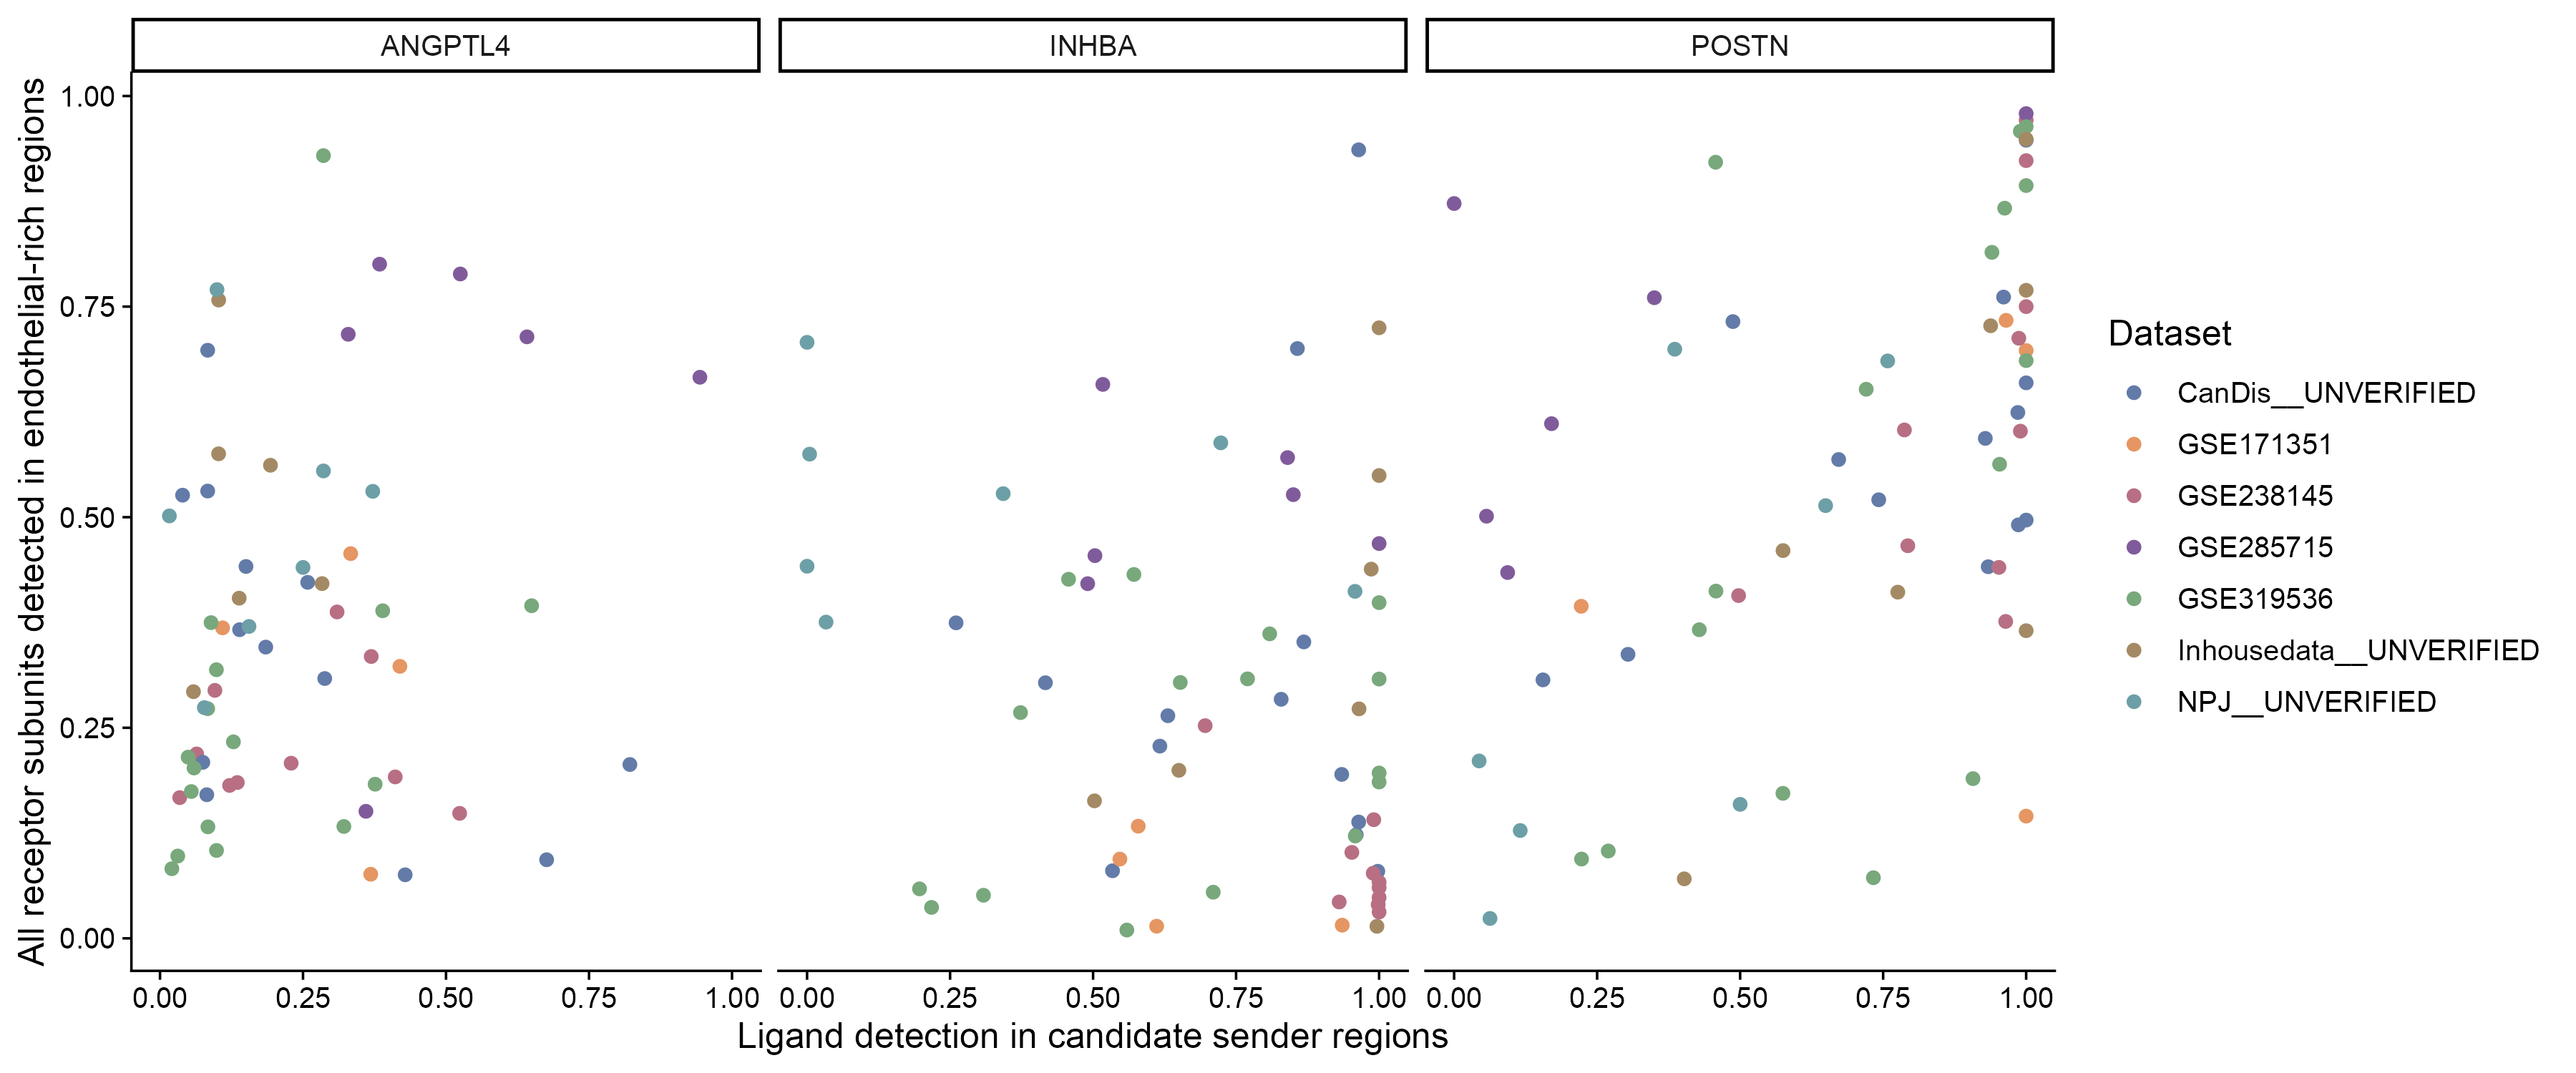 ANGPTL4 INHBA POSTN
All receptor subunits detected in endothelial-rich regions
1.00
0.75
0.50
0.25
0.00
0.00 0.25 0.50 0.75 1.00 0.00 0.25 0.50 0.75 1.00 0.00 0.25 0.50 0.75 1.00
Ligand detection in candidate sender regions
Dataset
CanDis__UNVERIFIED
GSE171351
GSE238145
GSE285715
GSE319536
Inhousedata__UNVERIFIED
NPJ__UNVERIFIED